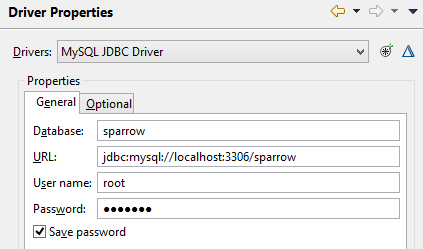 Driver Properties
Drivers: MySQL JDBC Driver
Properties
General Optional
Database: sparrow
URL: jdbc:mysql://localhost:3306/sparrow
User name: root
Password: ●●●●●●●
Save password